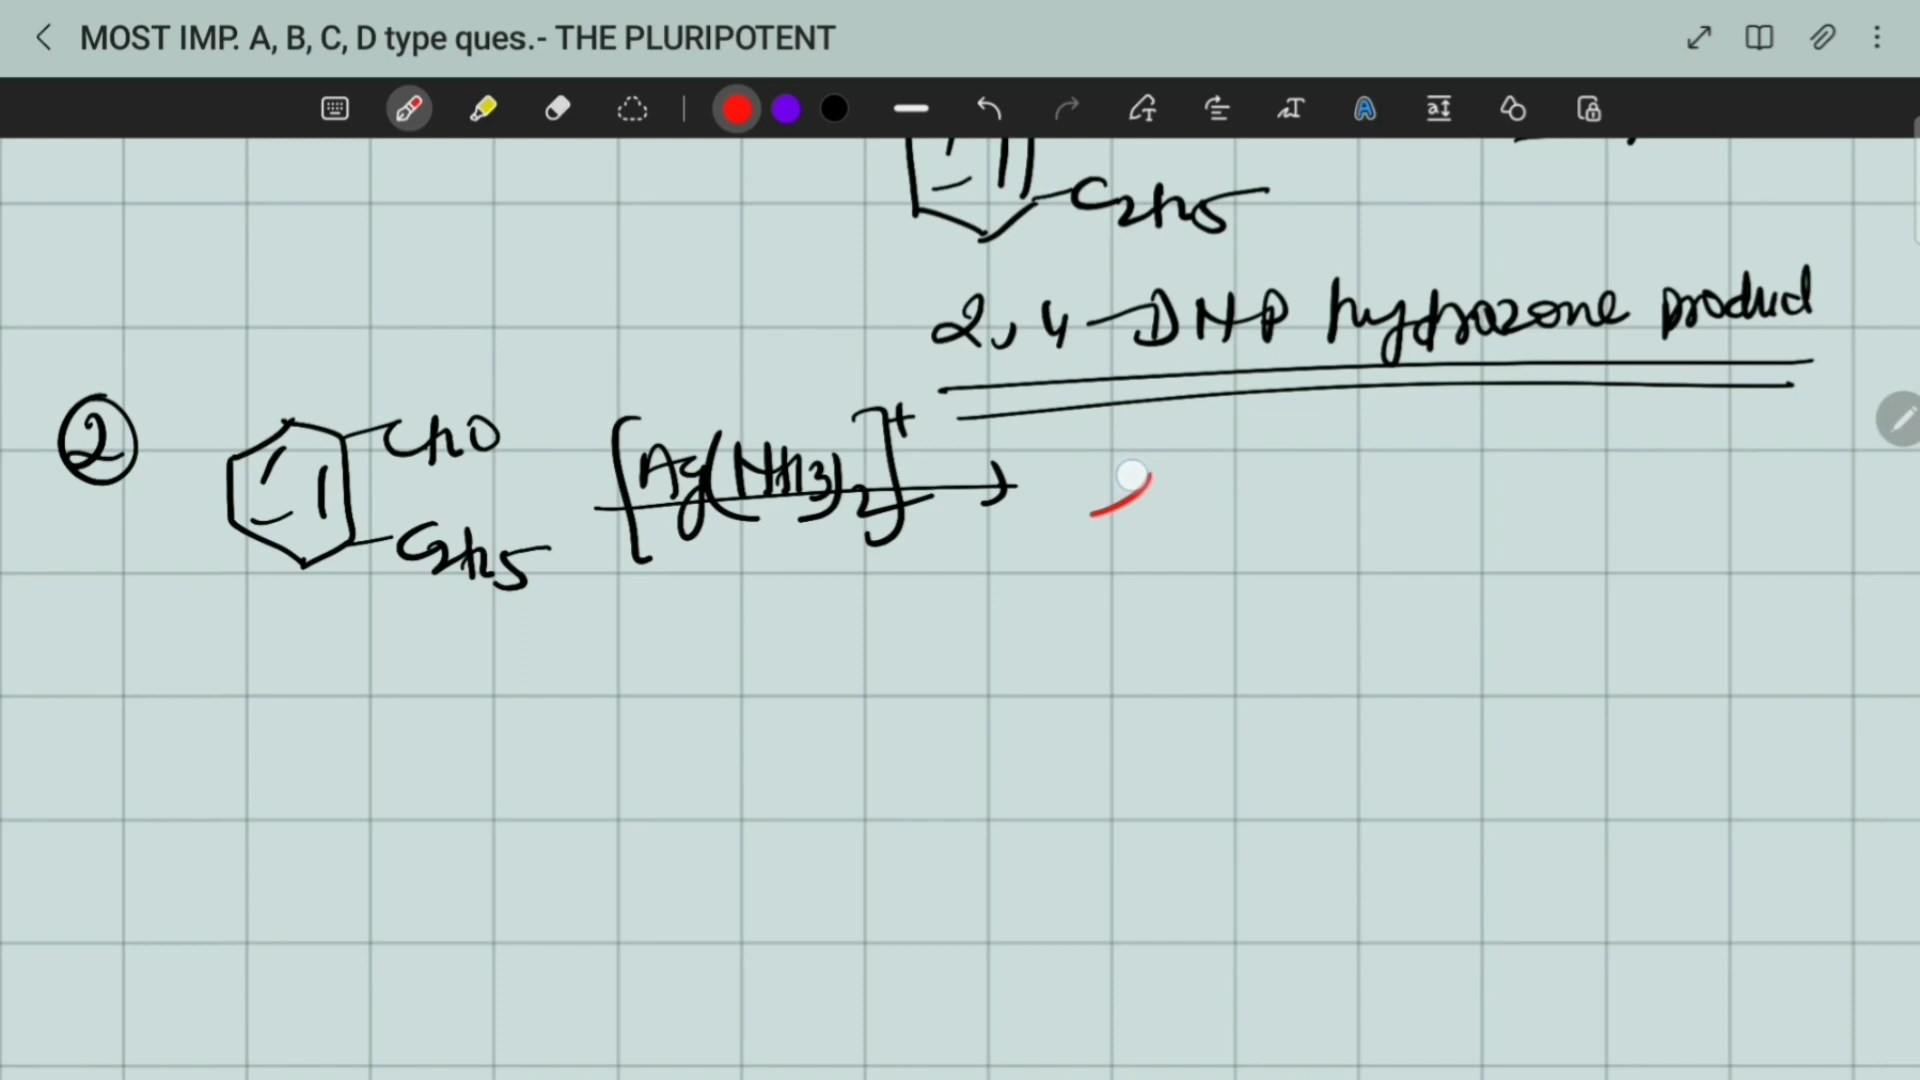 MOST IMP. A, B, C, D type ques.- THE PLURIPOTENT
C2H5
2,4-DNP hydrazone product
2 CHO [Ag(NH3)2]+
C2H5